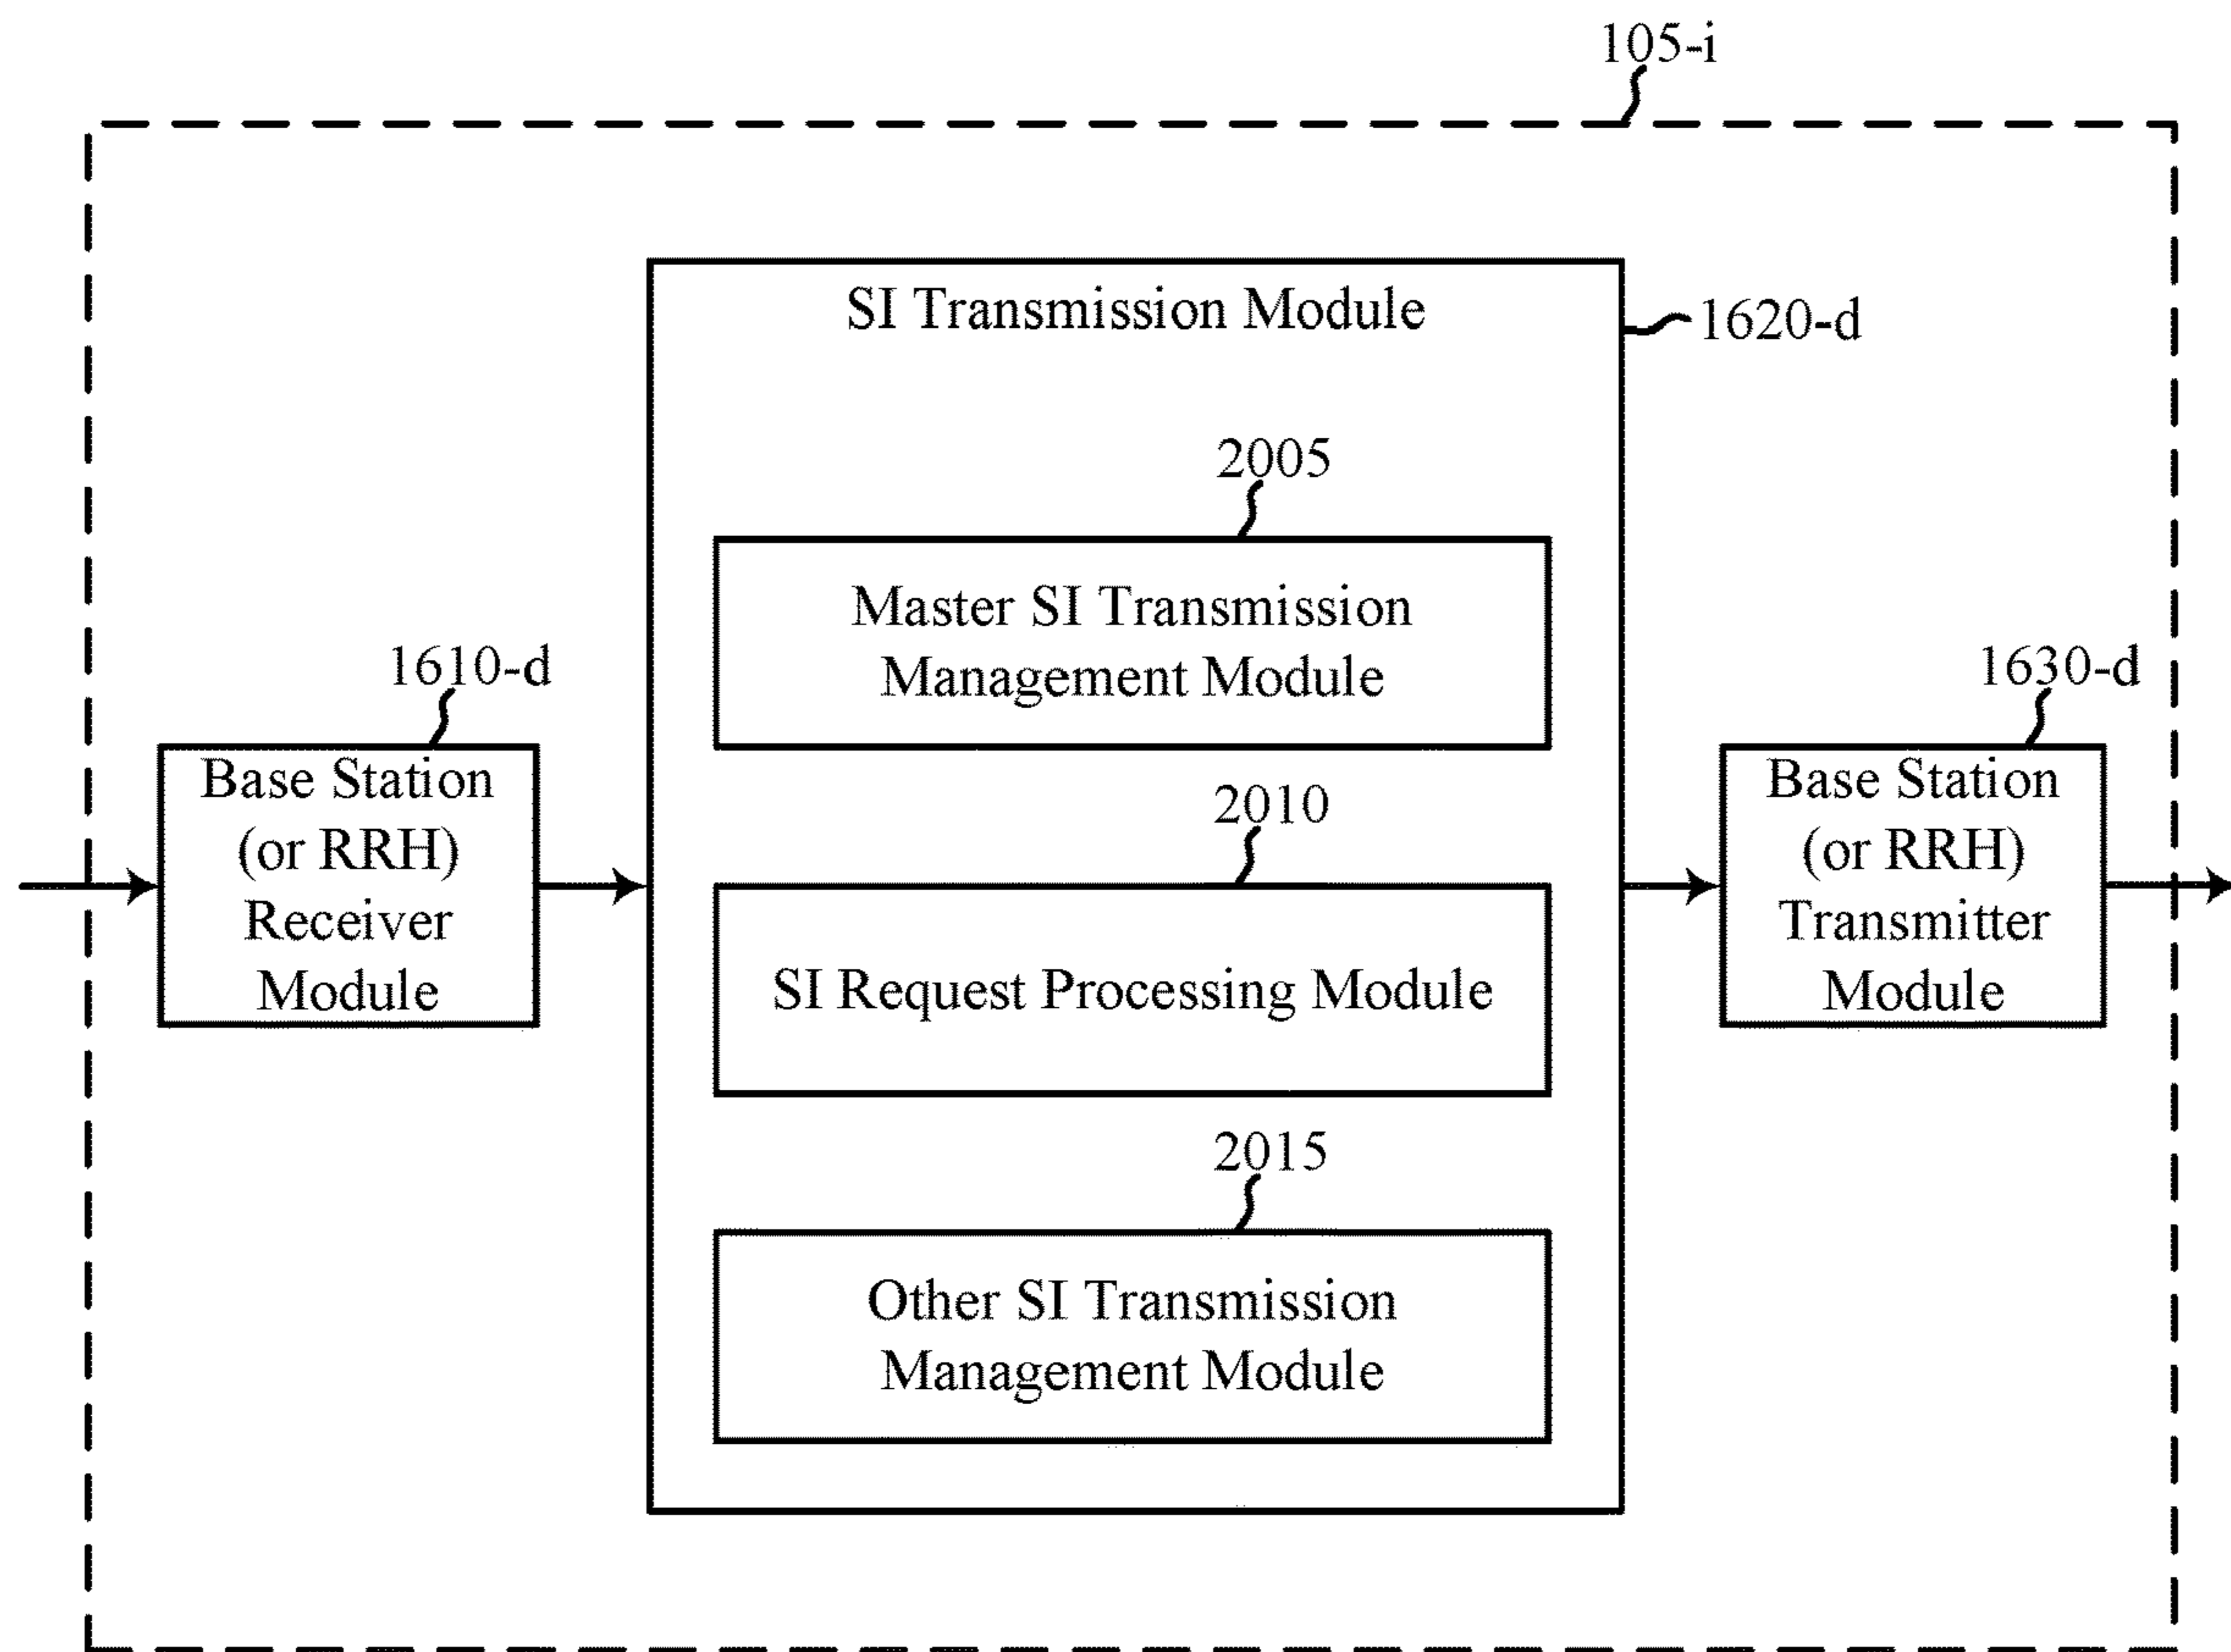 105-i
SI Transmission Module
1620-d
2005
Master SI Transmission
Management Module
1610-d
1630-d
Base Station
(or RRH)
Receiver
Module
2010
SI Request Processing Module
Base Station
(or RRH)
Transmitter
Module
2015
Other SI Transmission
Management Module